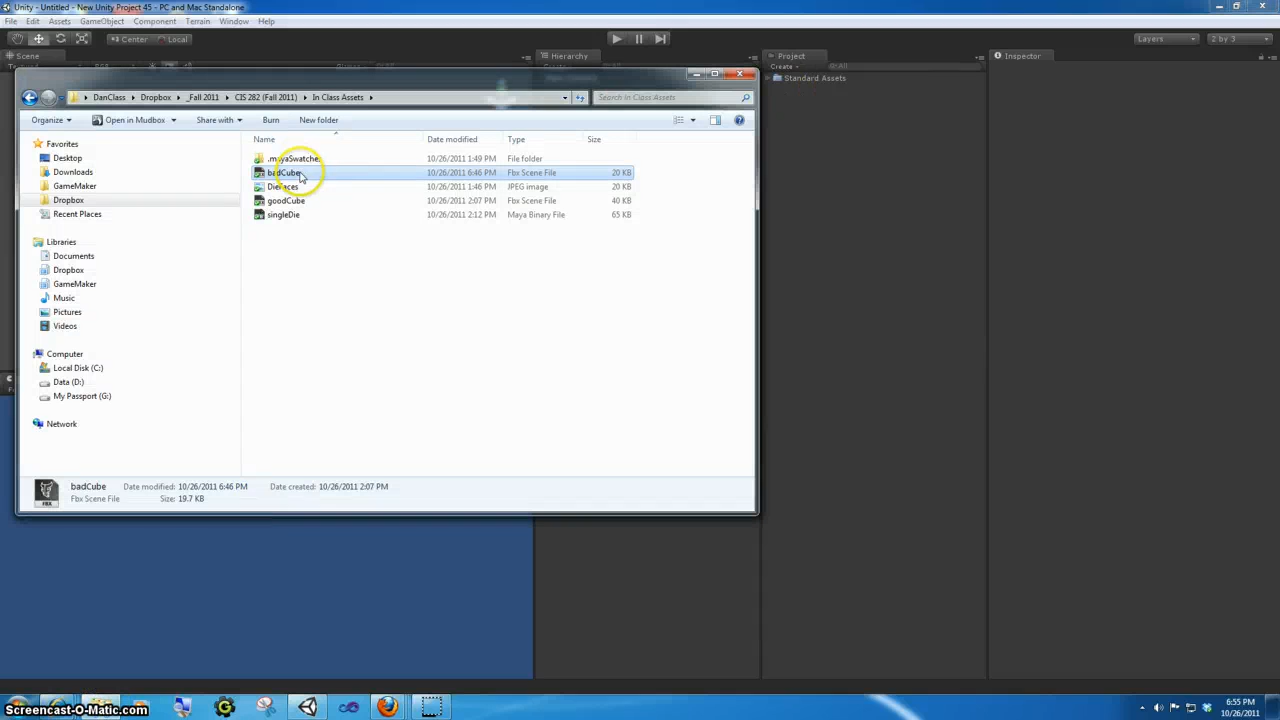 Unity - Untitled - New Unity Project 45 - PC and Mac Standalone
File Edit Assets GameObject Component Terrain Window Help
Center Local Layers 2 by 3
Scene Hierarchy Project Inspector
Create
Standard Assets
DanClass Dropbox _Fall 2011 CIS 282 (Fall 2011) In Class Assets Search In Class Assets
Organize Open in Mudbox Share with Burn New folder
Name Date modified Type Size
Favorites
Desktop
Downloads
GameMaker
Dropbox
Recent Places
Libraries
Documents
Dropbox
GameMaker
Music
Pictures
Videos
Computer
Local Disk (C:)
Data (D:)
My Passport (G:)
Network
.mayaSwatches 10/26/2011 1:49 PM File folder
badCube 10/26/2011 6:46 PM Fbx Scene File 20 KB
DieFaces 10/26/2011 1:46 PM JPEG image 20 KB
goodCube 10/26/2011 2:07 PM Fbx Scene File 40 KB
singleDie 10/26/2011 2:12 PM Maya Binary File 65 KB
badCube Date modified: 10/26/2011 6:46 PM Date created: 10/26/2011 2:07 PM
Fbx Scene File Size: 19.7 KB
FBX
Screencast-O-Matic.com
6:55 PM
10/26/2011